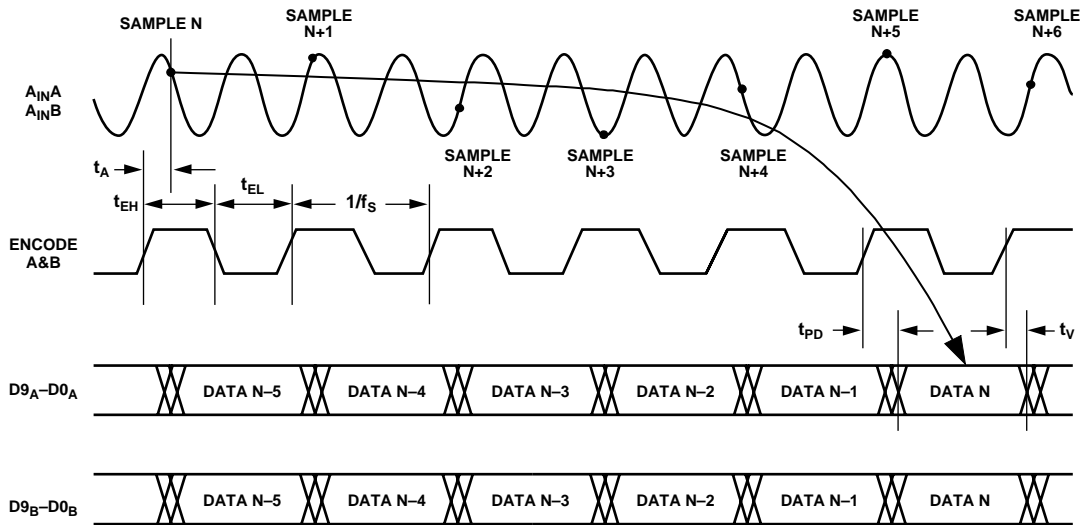 SAMPLE N
SAMPLE
N+1
SAMPLE
N+5
SAMPLE
N+6
AINA
AINB
SAMPLE
N+2
SAMPLE
N+3
SAMPLE
N+4
tA
tEH
tEL
1/fS
ENCODE
A&B
tPD
tV
D9A–D0A
DATA N–5
DATA N–4
DATA N–3
DATA N–2
DATA N–1
DATA N
D9B–D0B
DATA N–5
DATA N–4
DATA N–3
DATA N–2
DATA N–1
DATA N